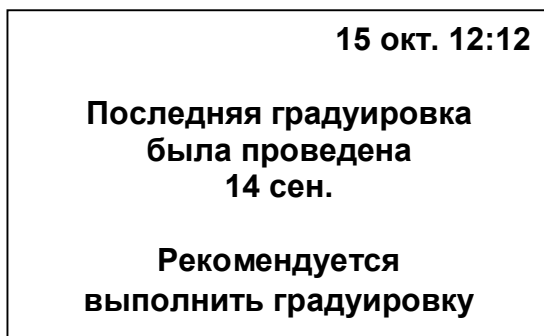 15 окт. 12:12
Последняя градуировка
была проведена
14 сен.
Рекомендуется
выполнить градуировку